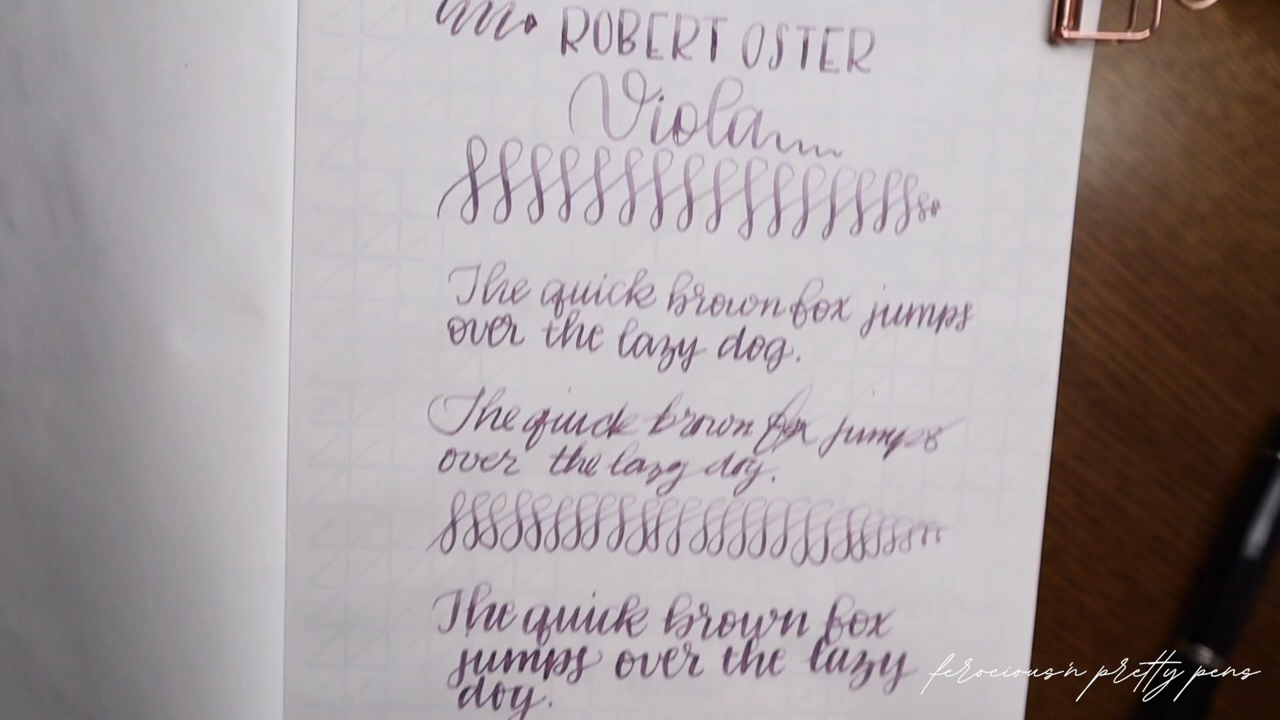 ROBERT OSTER
Viola
The quick brown fox jumps
over the lazy dog.
The quick brown fox jumps
over the lazy dog.
The quick brown fox
jumps over the lazy
dog.
ferocious'n pretty pens